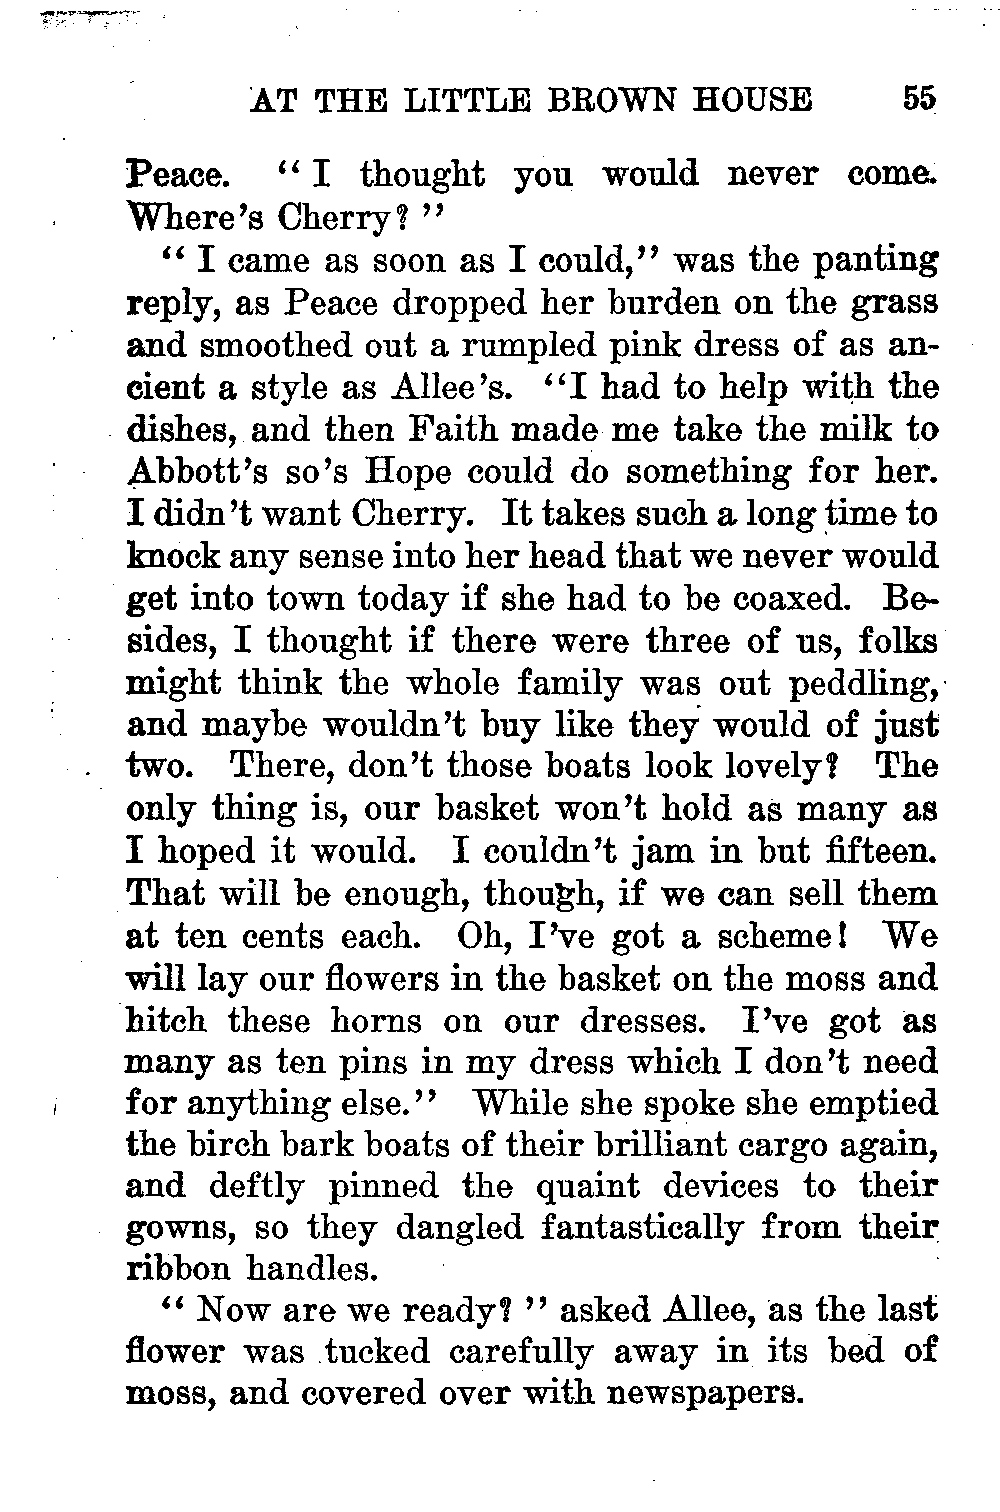 AT THE LITTLE BROWN HOUSE 55
Peace. "I thought you would never come.
Where's Cherry?"
"I came as soon as I could," was the panting
reply, as Peace dropped her burden on the grass
and smoothed out a rumpled pink dress of as an-
cient a style as Allee's. "I had to help with the
dishes, and then Faith made me take the milk to
Abbott's so's Hope could do something for her.
I didn't want Cherry. It takes such a long time to
knock any sense into her head that we never would
get into town today if she had to be coaxed. Be-
sides, I thought if there were three of us, folks
might think the whole family was out peddling,
and maybe wouldn't buy like they would of just
two. There, don't those boats look lovely? The
only thing is, our basket won't hold as many as
I hoped it would. I couldn't jam in but fifteen.
That will be enough, though, if we can sell them
at ten cents each. Oh, I've got a scheme! We
will lay our flowers in the basket on the moss and
hitch these horns on our dresses. I've got as
many as ten pins in my dress which I don't need
for anything else." While she spoke she emptied
the birch bark boats of their brilliant cargo again,
and deftly pinned the quaint devices to their
gowns, so they dangled fantastically from their
ribbon handles.
"Now are we ready?" asked Allee, as the last
flower was tucked carefully away in its bed of
moss, and covered over with newspapers.